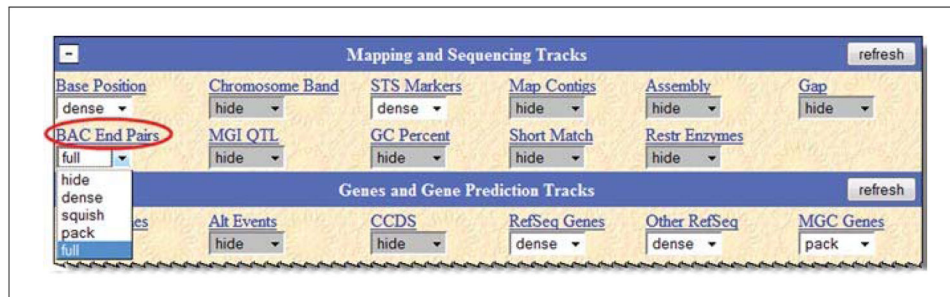 -
Mapping and Sequencing Tracks
refresh
Base Position Chromosome Band STS Markers Map Contigs Assembly Gap
dense hide dense hide hide hide
BAC End Pairs MGI QTL GC Percent Short Match Restr Enzymes
full hide hide hide hide
hide
dense
squish
pack
full
Genes and Gene Prediction Tracks
refresh
Alt Events CCDS RefSeq Genes Other RefSeq MGC Genes
hide hide dense dense pack